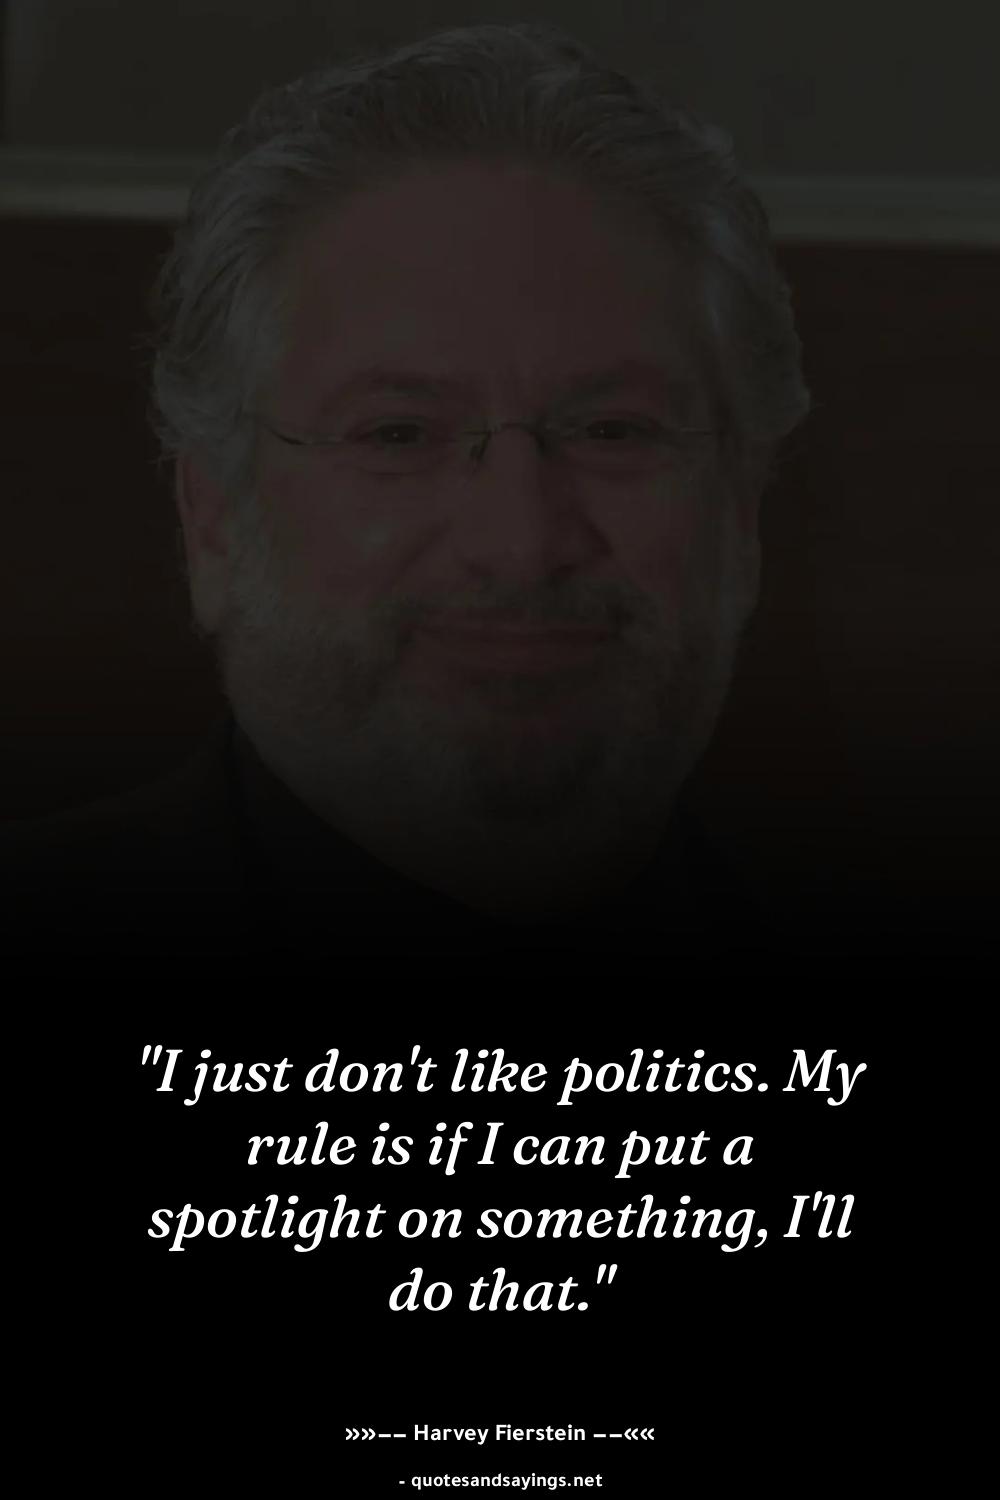 "I just don't like politics. My
rule is if I can put a
spotlight on something, I'll
do that."
»»−− Harvey Fierstein −−««
- quotesandsayings.net